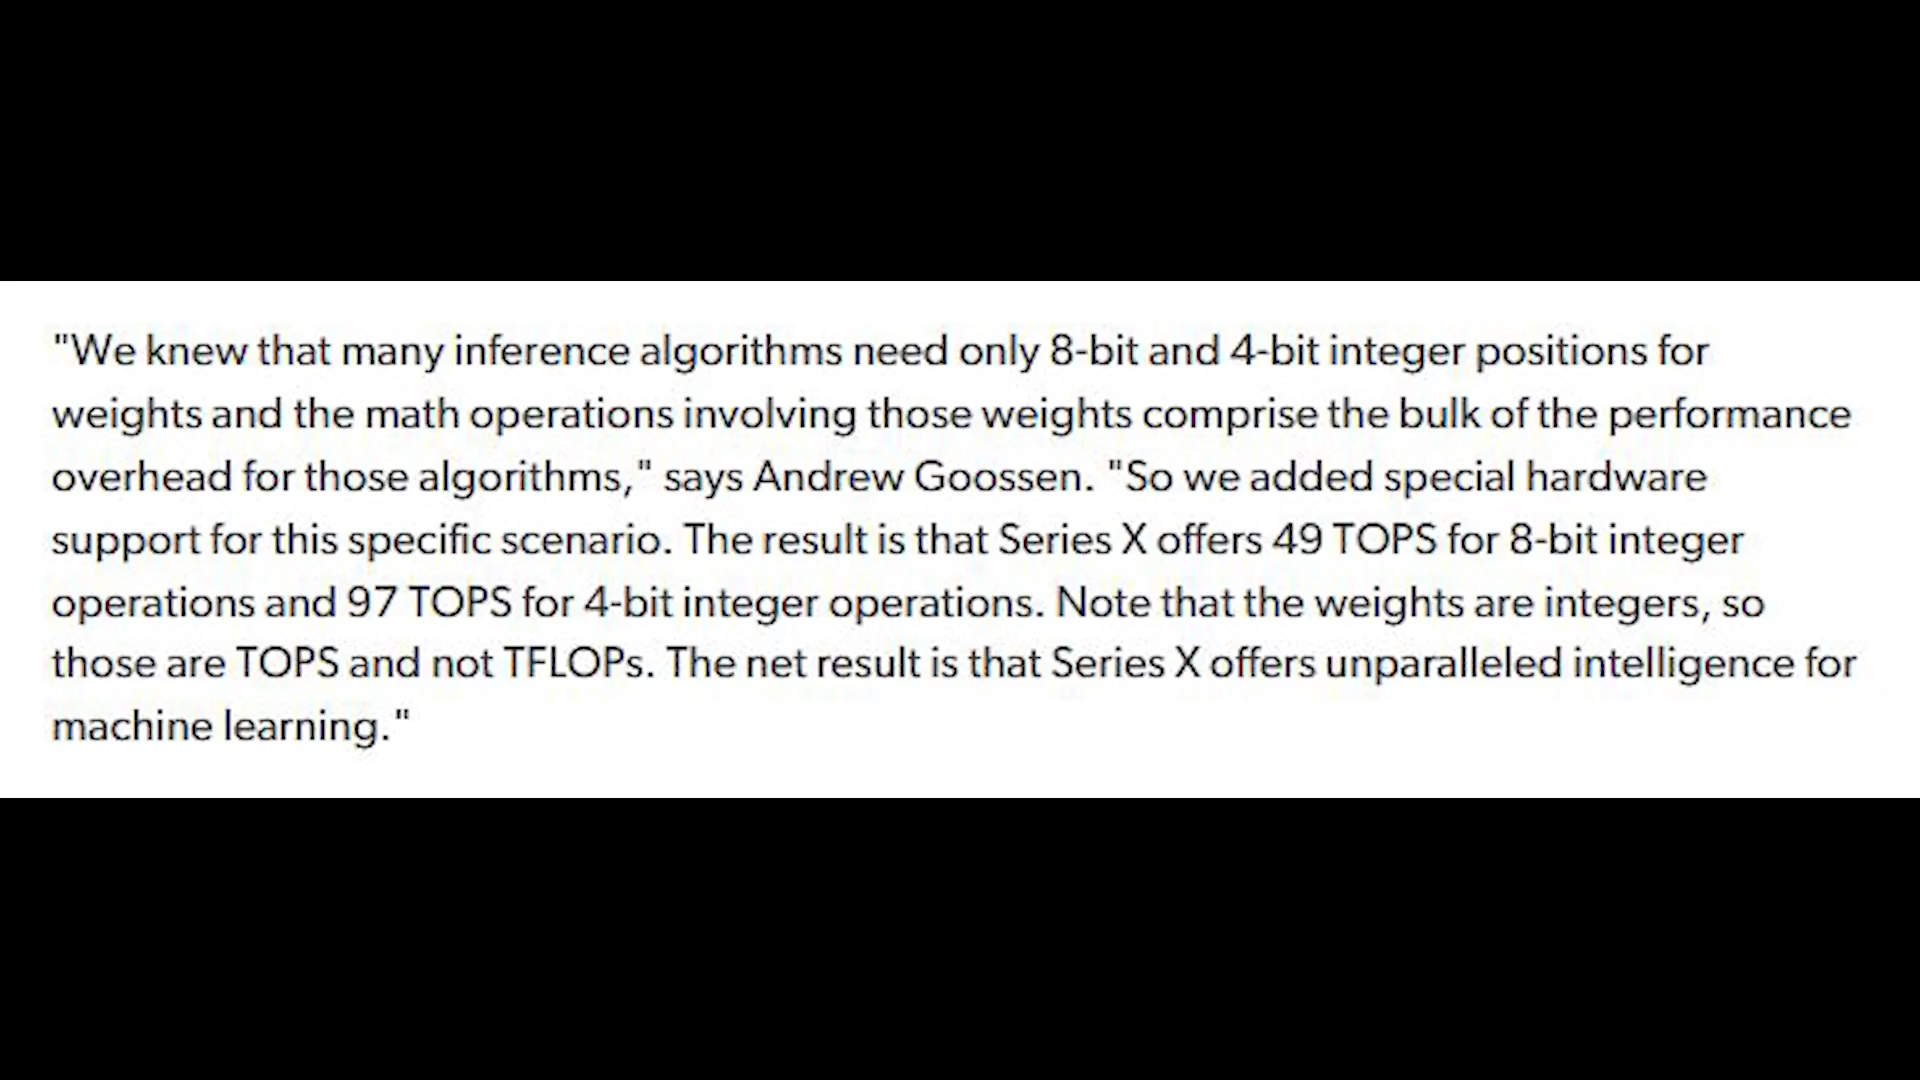 "We knew that many inference algorithms need only 8-bit and 4-bit integer positions for
weights and the math operations involving those weights comprise the bulk of the performance
overhead for those algorithms," says Andrew Goossen. "So we added special hardware
support for this specific scenario. The result is that Series X offers 49 TOPS for 8-bit integer
operations and 97 TOPS for 4-bit integer operations. Note that the weights are integers, so
those are TOPS and not TFLOPs. The net result is that Series X offers unparalleled intelligence for
machine learning."